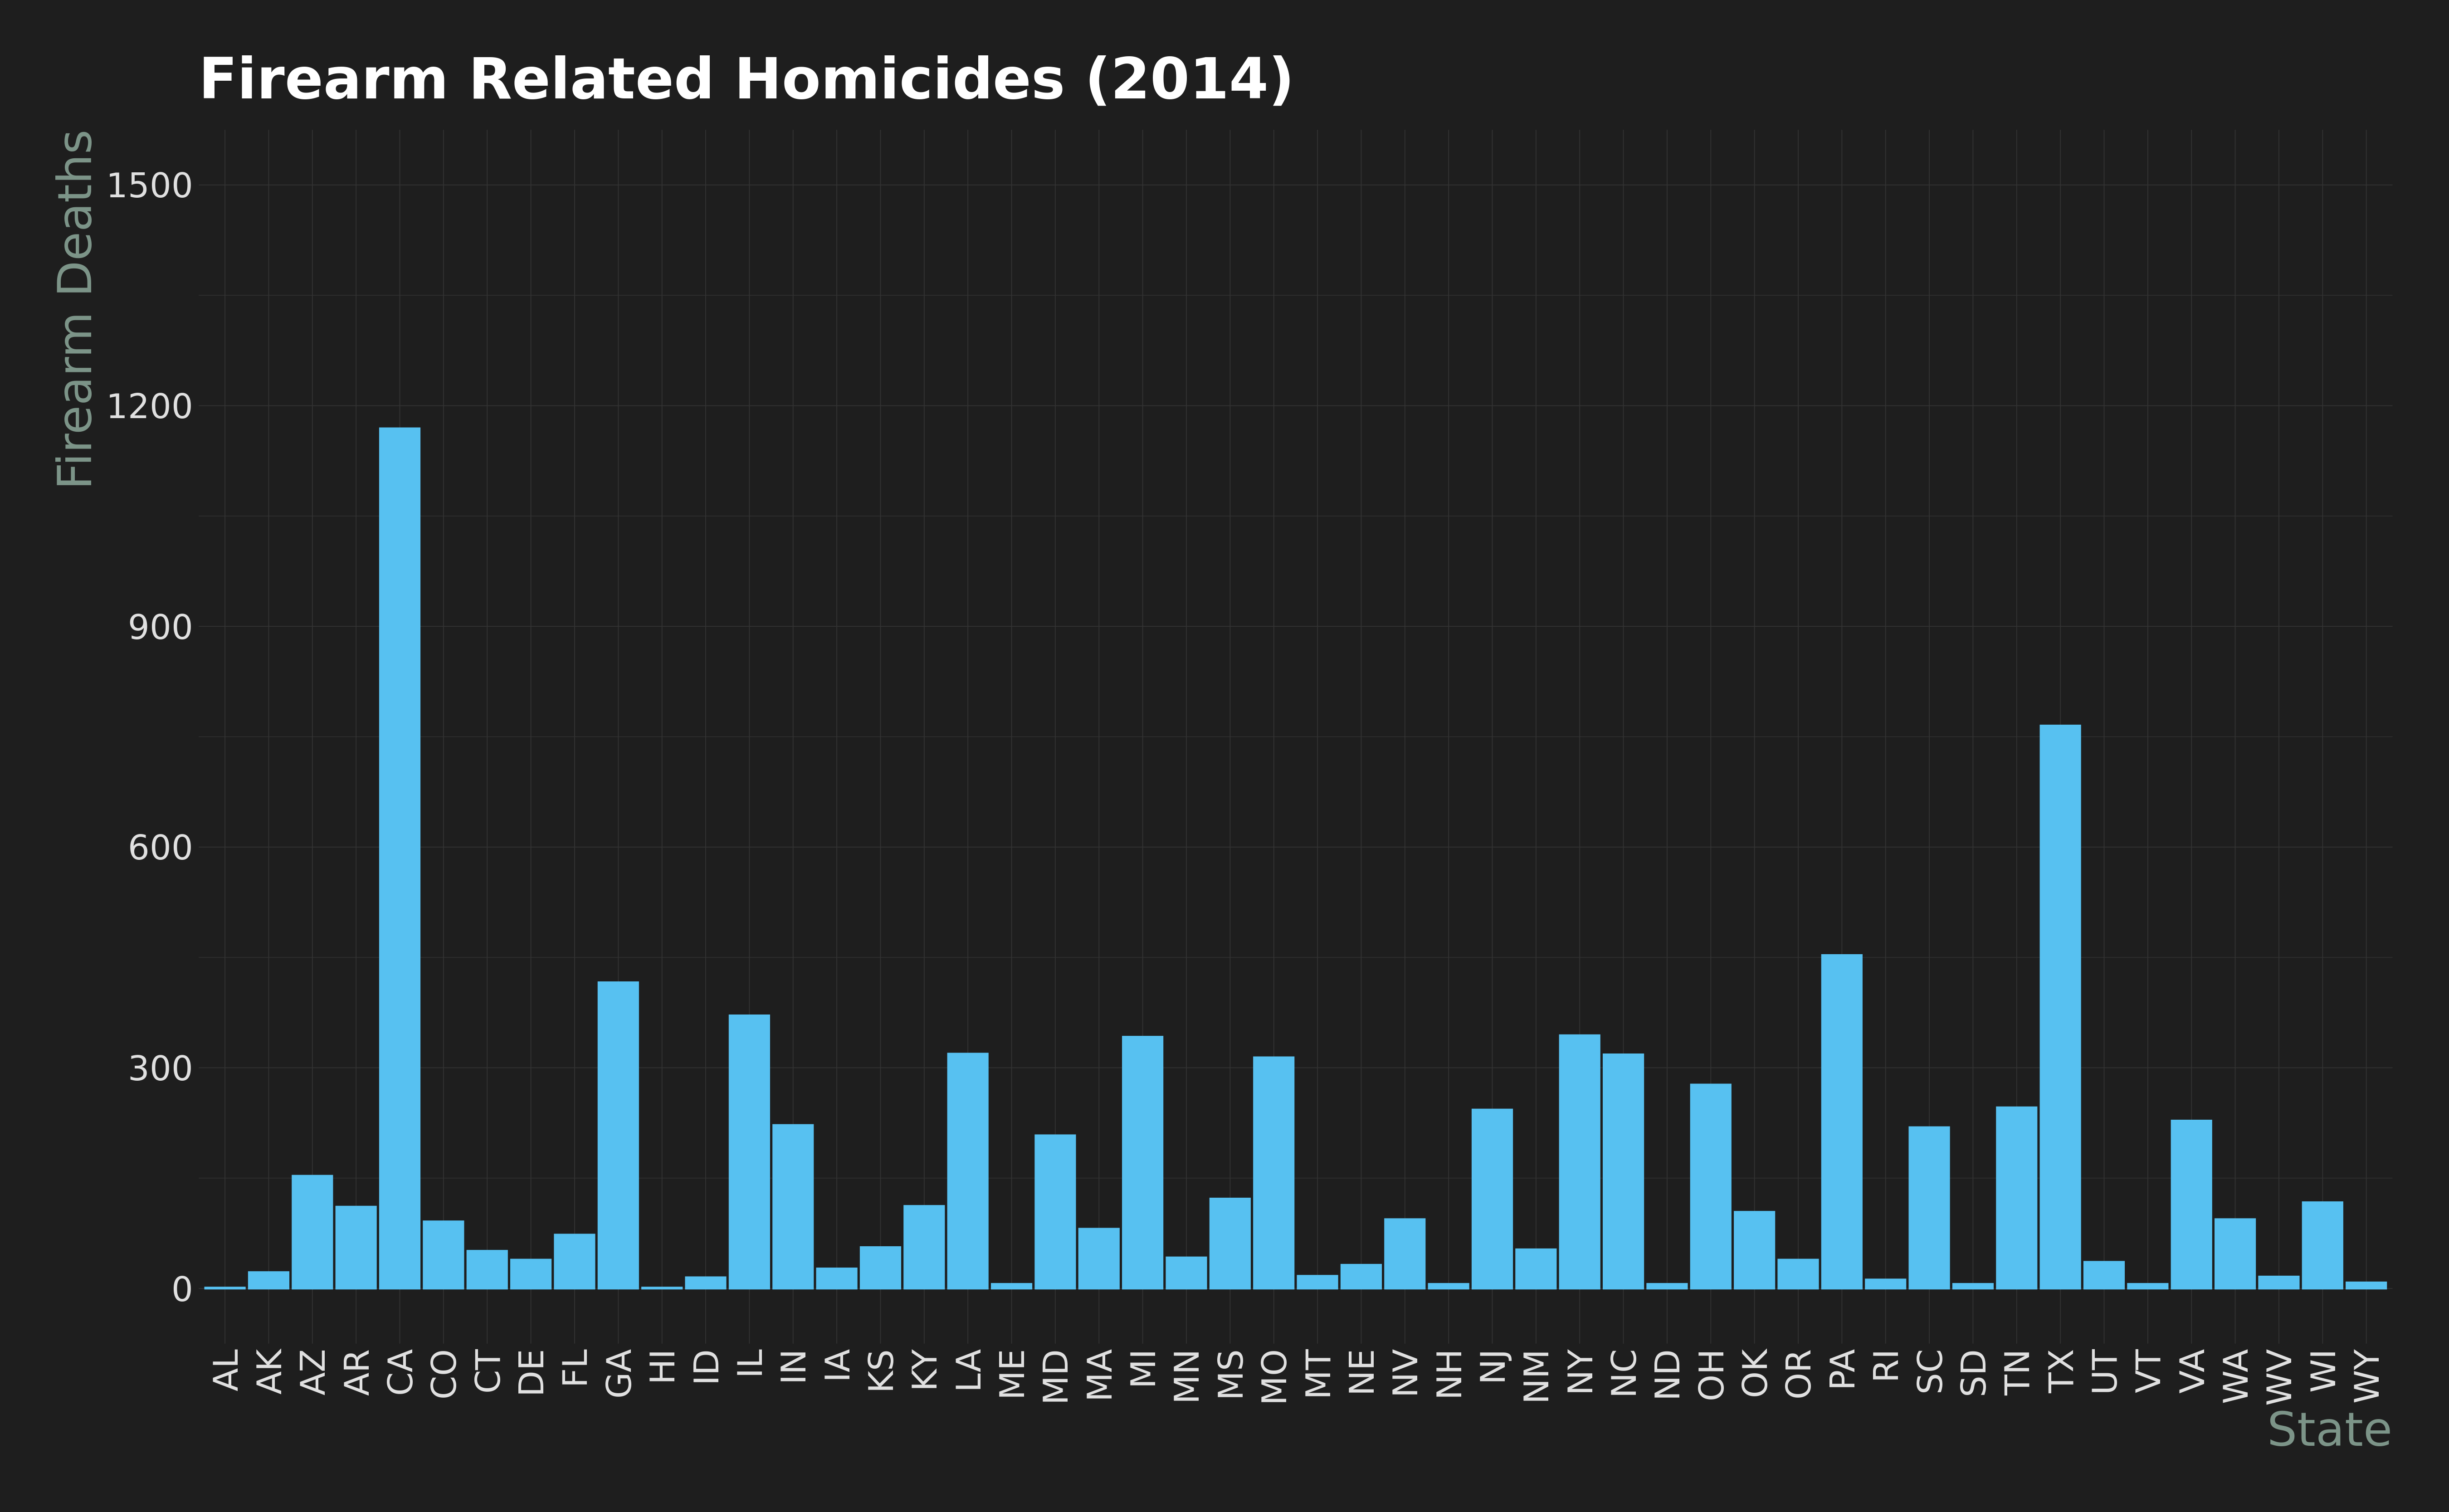 Firearm Related Homicides (2014)
Firearm Deaths
1500
1200
900
600
300
0
AL AK AZ AR CA CO CT DE FL GA HI ID IL IN IA KS KY LA ME MD MA MI MN MS MO MT NE NV NH NJ NM NY NC ND OH OK OR PA RI SC SD TN TX UT VT VA WA WV WI WY
State